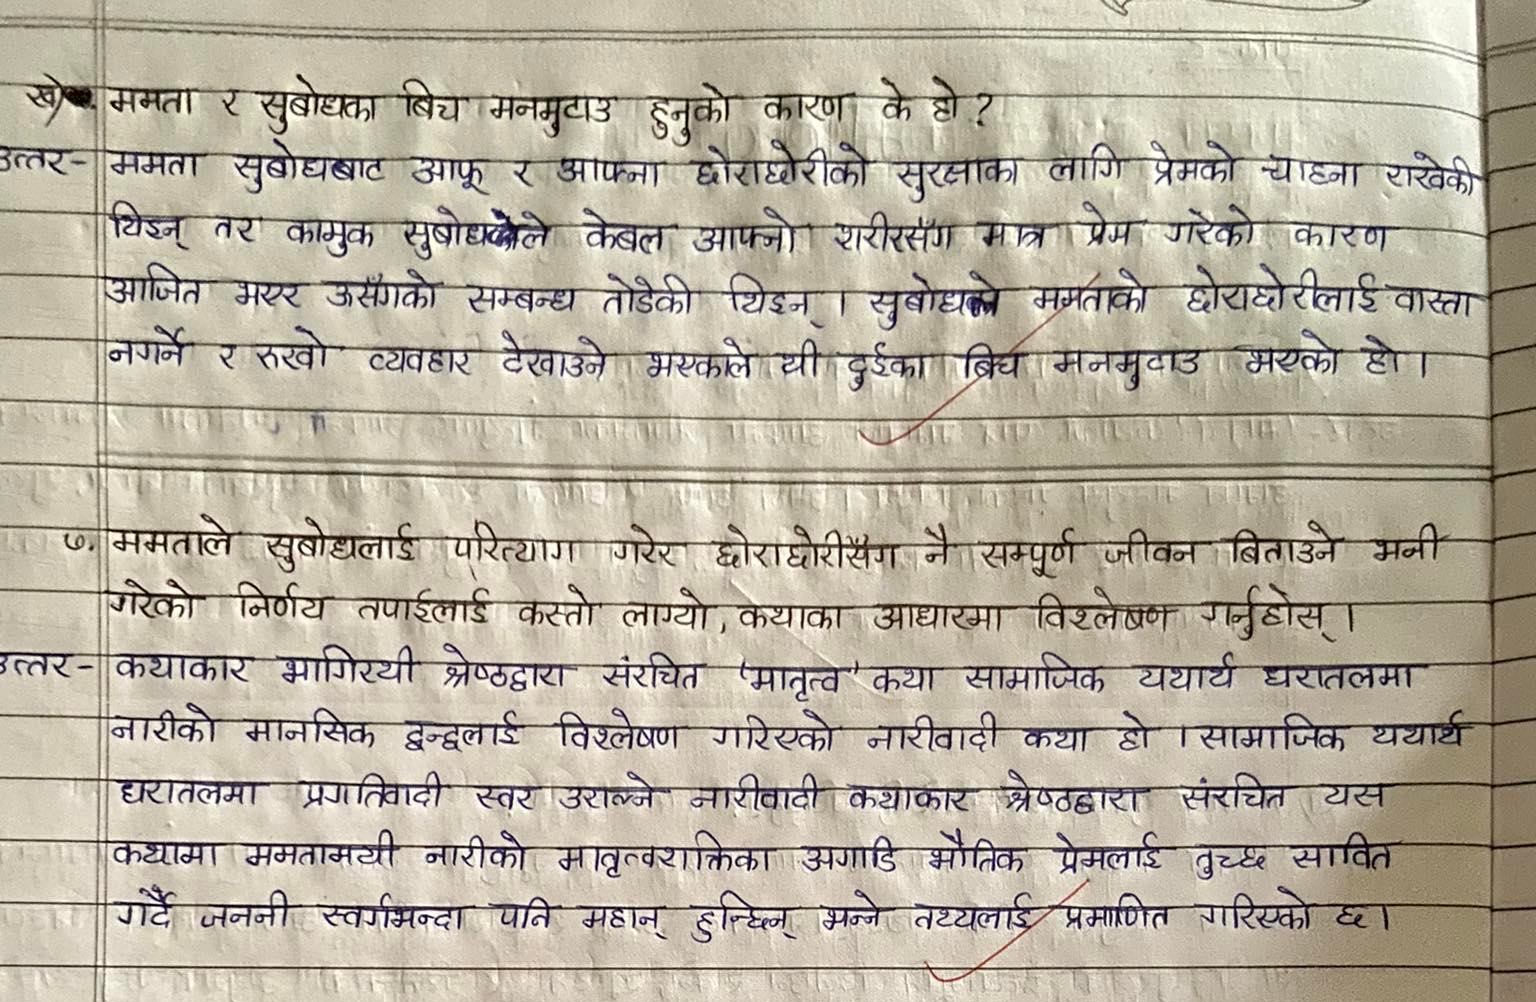 ख) ममता र सुबोधका बिच मनमुटाउ हुनुको कारण के हो ?
उत्तर- ममता सुबोधबाट आफू र आफ्ना छोराछोरीको सुरक्षाका लागि प्रेमको चाहना राखेकी
थिइन् तर कामुक सुबोधले केबल आफ्नो शरीरसँग मात्र प्रेम गरेको कारण
आजित भएर ऊसँगको सम्बन्ध तोडेकी थिइन् । सुबोधले ममताको छोराछोरीलाई वास्ता
नगर्ने र रुखो व्यवहार देखाउने भएकाले यी दुईका बिच मनमुटाउ भएको हो ।
७. ममताले सुबोधलाई परित्याग गरेर छोराछोरीसँग नै सम्पूर्ण जीवन बिताउने भनी
गरेको निर्णय तपाईलाई कस्तो लाग्यो, कथाका आधारमा विश्लेषण गर्नुहोस् ।
उत्तर- कथाकार भागिरथी श्रेष्ठद्वारा संरचित 'मातृत्व' कथा सामाजिक यथार्थ धरातलमा
नारीको मानसिक द्वन्द्वलाई विश्लेषण गरिएको नारीवादी कथा हो । सामाजिक यथार्थ
धरातलमा प्रगतिवादी स्वर उराल्ने नारीवादी कथाकार श्रेष्ठद्वारा संरचित यस
कथामा ममतामयी नारीको मातृत्वशक्तिका अगाडि भौतिक प्रेमलाई तुच्छ सावित
गर्दै जननी स्वर्गभन्दा पनि महान् हुन्छिन् भन्ने तथ्यलाई प्रमाणित गरिएको छ ।